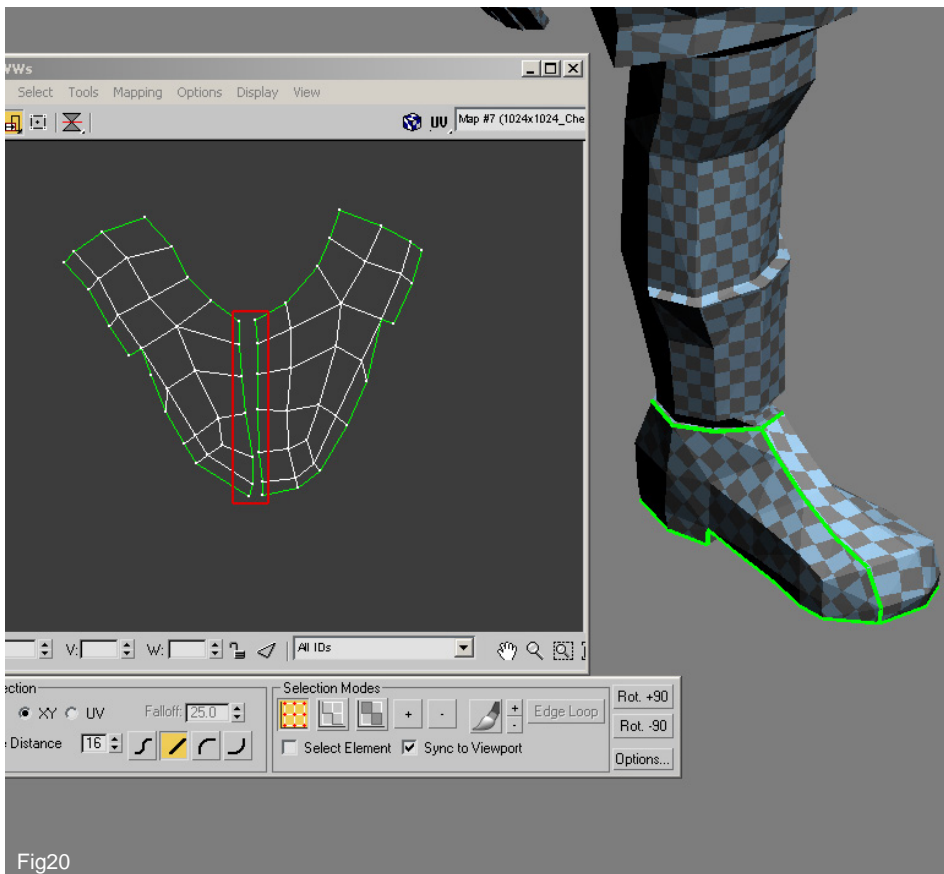 WWs
Select Tools Mapping Options Display View
UV Map #7 (1024x1024_Che
V: W: All IDs
ection
XY UV Falloff: 25.0
Distance 16
Selection Modes
+ - + - Edge Loop
Select Element Sync to Viewport
Rot. +90
Rot. -90
Options...
Fig20